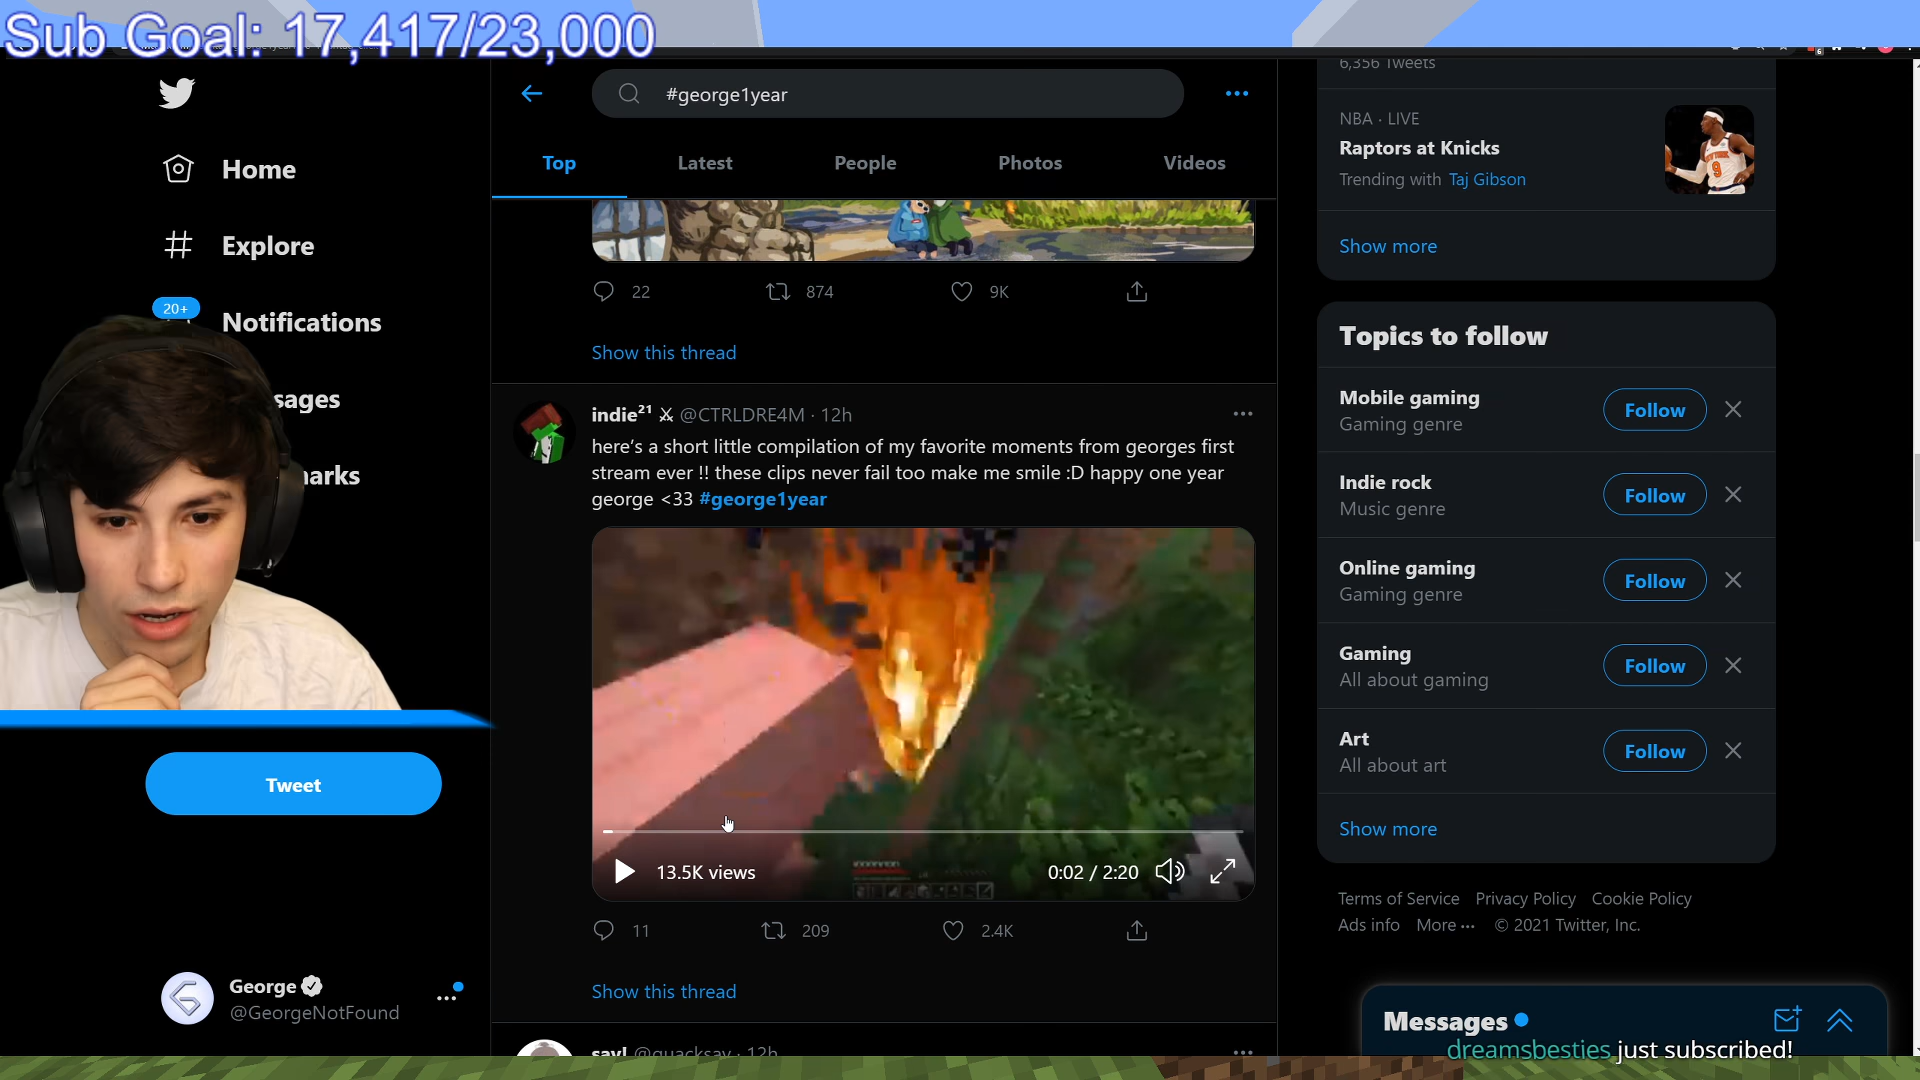 Sub Goal: 17,417/23,000
#george1year
Top
Latest
People
Photos
Videos
Home
Explore
20+
Notifications
sages
arks
Tweet
George
@GeorgeNotFound
22
874
9K
Show this thread
indie²¹ ⚔ @CTRLDRE4M · 12h
here's a short little compilation of my favorite moments from georges first
stream ever !! these clips never fail too make me smile :D happy one year
george <33 #george1year
13.5K views
0:02 / 2:20
11
209
2.4K
Show this thread
say! @quacksay · 12h
6,356 Tweets
NBA · LIVE
Raptors at Knicks
Trending with Taj Gibson
Show more
Topics to follow
Mobile gaming
Gaming genre
Follow
Indie rock
Music genre
Follow
Online gaming
Gaming genre
Follow
Gaming
All about gaming
Follow
Art
All about art
Follow
Show more
Terms of Service Privacy Policy Cookie Policy
Ads info More ··· © 2021 Twitter, Inc.
Messages
dreamsbesties just subscribed!